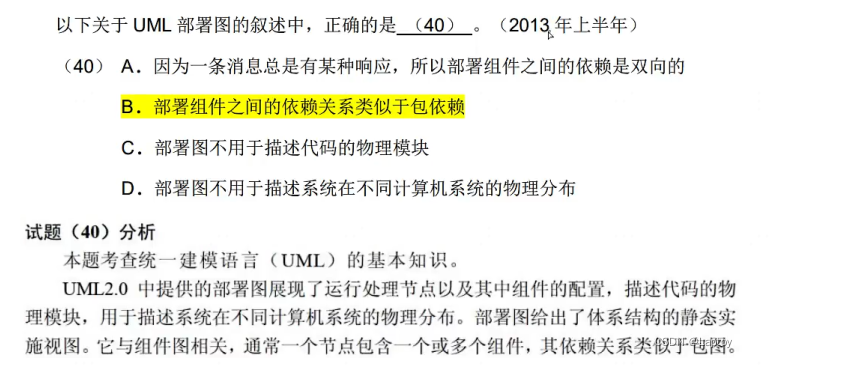 以下关于 UML 部署图的叙述中，正确的是 （40） 。（2013 年上半年）
（40） A．因为一条消息总是有某种响应，所以部署组件之间的依赖是双向的
B．部署组件之间的依赖关系类似于包依赖
C．部署图不用于描述代码的物理模块
D．部署图不用于描述系统在不同计算机系统的物理分布
试题（40）分析
本题考查统一建模语言（UML）的基本知识。
UML2.0 中提供的部署图展现了运行处理节点以及其中组件的配置，描述代码的物
理模块，用于描述系统在不同计算机系统的物理分布。部署图给出了体系结构的静态实
施视图。它与组件图相关，通常一个节点包含一个或多个组件，其依赖关系类似于包图。